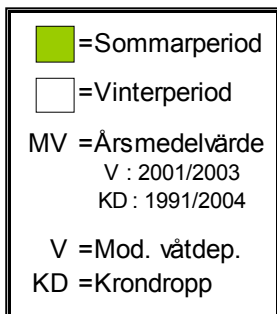 =Sommarperiod
=Vinterperiod
MV =Årsmedelvärde
V : 2001/2003
KD : 1991/2004
V =Mod. våtdep.
KD =Krondropp